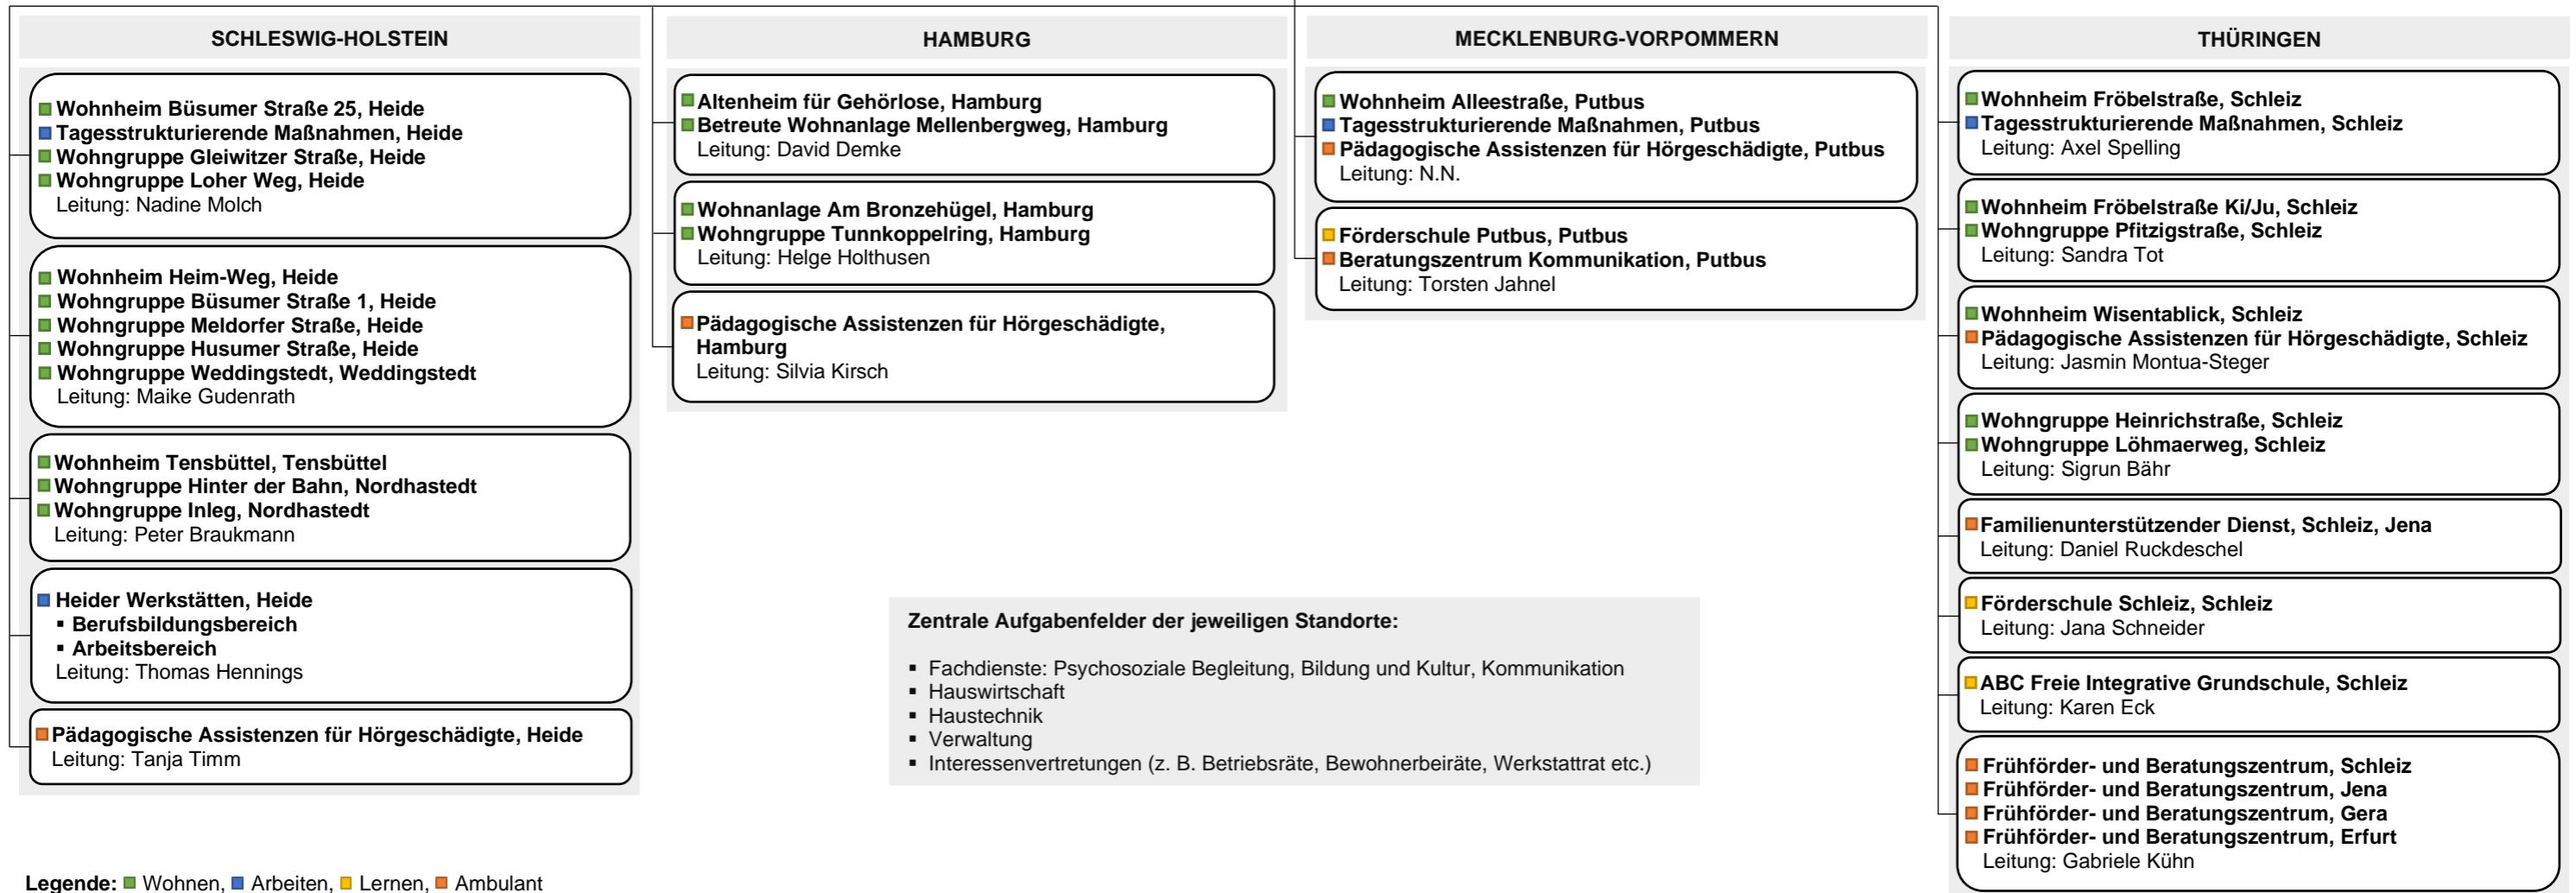 SCHLESWIG-HOLSTEIN
Wohnheim Büsumer Straße 25, Heide
Tagesstrukturierende Maßnahmen, Heide
Wohngruppe Gleiwitzer Straße, Heide
Wohngruppe Loher Weg, Heide
Leitung: Nadine Molch
Wohnheim Heim-Weg, Heide
Wohngruppe Büsumer Straße 1, Heide
Wohngruppe Meldorfer Straße, Heide
Wohngruppe Husumer Straße, Heide
Wohngruppe Weddingstedt, Weddingstedt
Leitung: Maike Gudenrath
Wohnheim Tensbüttel, Tensbüttel
Wohngruppe Hinter der Bahn, Nordhastedt
Wohngruppe Inleg, Nordhastedt
Leitung: Peter Braukmann
Heider Werkstätten, Heide
▪ Berufsbildungsbereich
▪ Arbeitsbereich
Leitung: Thomas Hennings
Pädagogische Assistenzen für Hörgeschädigte, Heide
Leitung: Tanja Timm
HAMBURG
Altenheim für Gehörlose, Hamburg
Betreute Wohnanlage Mellenbergweg, Hamburg
Leitung: David Demke
Wohnanlage Am Bronzehügel, Hamburg
Wohngruppe Tunnkoppelring, Hamburg
Leitung: Helge Holthusen
Pädagogische Assistenzen für Hörgeschädigte,
Hamburg
Leitung: Silvia Kirsch
MECKLENBURG-VORPOMMERN
Wohnheim Alleestraße, Putbus
Tagesstrukturierende Maßnahmen, Putbus
Pädagogische Assistenzen für Hörgeschädigte, Putbus
Leitung: N.N.
Förderschule Putbus, Putbus
Beratungszentrum Kommunikation, Putbus
Leitung: Torsten Jahnel
THÜRINGEN
Wohnheim Fröbelstraße, Schleiz
Tagesstrukturierende Maßnahmen, Schleiz
Leitung: Axel Spelling
Wohnheim Fröbelstraße Ki/Ju, Schleiz
Wohngruppe Pfitzigstraße, Schleiz
Leitung: Sandra Tot
Wohnheim Wisentablick, Schleiz
Pädagogische Assistenzen für Hörgeschädigte, Schleiz
Leitung: Jasmin Montua-Steger
Wohngruppe Heinrichstraße, Schleiz
Wohngruppe Löhmaerweg, Schleiz
Leitung: Sigrun Bähr
Familienunterstützender Dienst, Schleiz, Jena
Leitung: Daniel Ruckdeschel
Förderschule Schleiz, Schleiz
Leitung: Jana Schneider
ABC Freie Integrative Grundschule, Schleiz
Leitung: Karen Eck
Frühförder- und Beratungszentrum, Schleiz
Frühförder- und Beratungszentrum, Jena
Frühförder- und Beratungszentrum, Gera
Frühförder- und Beratungszentrum, Erfurt
Leitung: Gabriele Kühn
Zentrale Aufgabenfelder der jeweiligen Standorte:
▪ Fachdienste: Psychosoziale Begleitung, Bildung und Kultur, Kommunikation
▪ Hauswirtschaft
▪ Haustechnik
▪ Verwaltung
▪ Interessenvertretungen (z. B. Betriebsräte, Bewohnerbeiräte, Werkstattrat etc.)
Legende: Wohnen, Arbeiten, Lernen, Ambulant